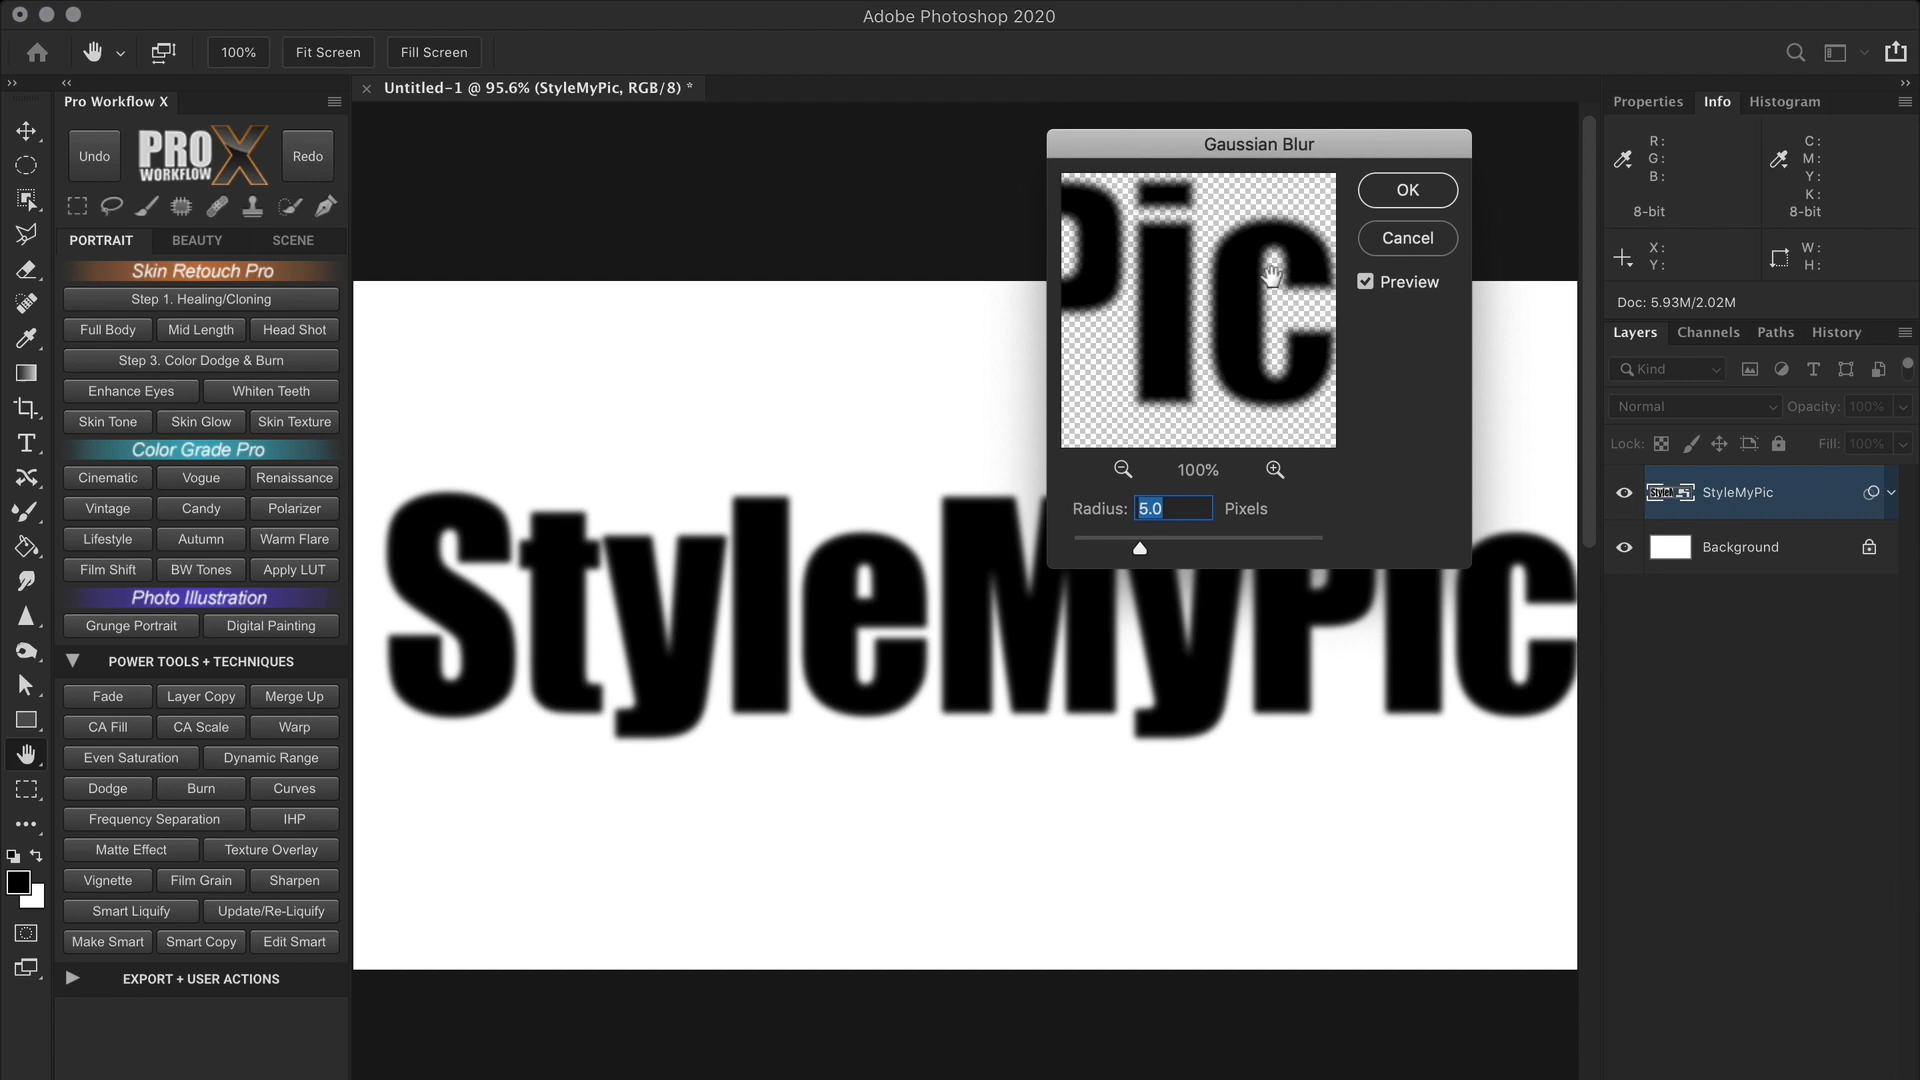 Adobe Photoshop 2020
100%
Fit Screen
Fill Screen
Untitled-1 @ 95.6% (StyleMyPic, RGB/8) *
Pro Workflow X
Undo
PRO X
WORKFLOW
Redo
PORTRAIT
BEAUTY
SCENE
Skin Retouch Pro
Step 1. Healing/Cloning
Full Body
Mid Length
Head Shot
Step 3. Color Dodge & Burn
Enhance Eyes
Whiten Teeth
Skin Tone
Skin Glow
Skin Texture
Color Grade Pro
Cinematic
Vogue
Renaissance
Vintage
Candy
Polarizer
Lifestyle
Autumn
Warm Flare
Film Shift
BW Tones
Apply LUT
Photo Illustration
Grunge Portrait
Digital Painting
POWER TOOLS + TECHNIQUES
Fade
Layer Copy
Merge Up
CA Fill
CA Scale
Warp
Even Saturation
Dynamic Range
Dodge
Burn
Curves
Frequency Separation
IHP
Matte Effect
Texture Overlay
Vignette
Film Grain
Sharpen
Smart Liquify
Update/Re-Liquify
Make Smart
Smart Copy
Edit Smart
EXPORT + USER ACTIONS
StyleMyPic
Gaussian Blur
Pic
OK
Cancel
Preview
100%
Radius: 5.0 Pixels
Properties
Info
Histogram
R:
G:
B:
8-bit
C:
M:
Y:
K:
8-bit
X:
Y:
W:
H:
Doc: 5.93M/2.02M
Layers
Channels
Paths
History
Kind
Normal
Opacity: 100%
Lock:
Fill: 100%
StyleMyPic
Background